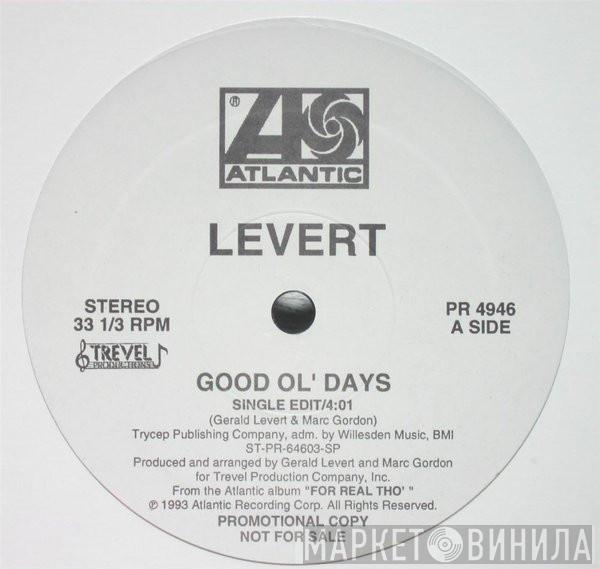 ®
ATLANTIC
LEVERT
STEREO
33 1/3 RPM
PR 4946
A SIDE
TREVEL
PRODUCTIONS
GOOD OL' DAYS
SINGLE EDIT/4:01
(Gerald Levert & Marc Gordon)
Trycep Publishing Company, adm. by Willesden Music, BMI
ST-PR-64603-SP
Produced and arranged by Gerald Levert and Marc Gordon
for Trevel Production Company, Inc.
From the Atlantic album "FOR REAL THO' "
℗ 1993 Atlantic Recording Corp. All Rights Reserved.
PROMOTIONAL COPY
NOT FOR SALE
МАРКЕТ ВИНИЛА